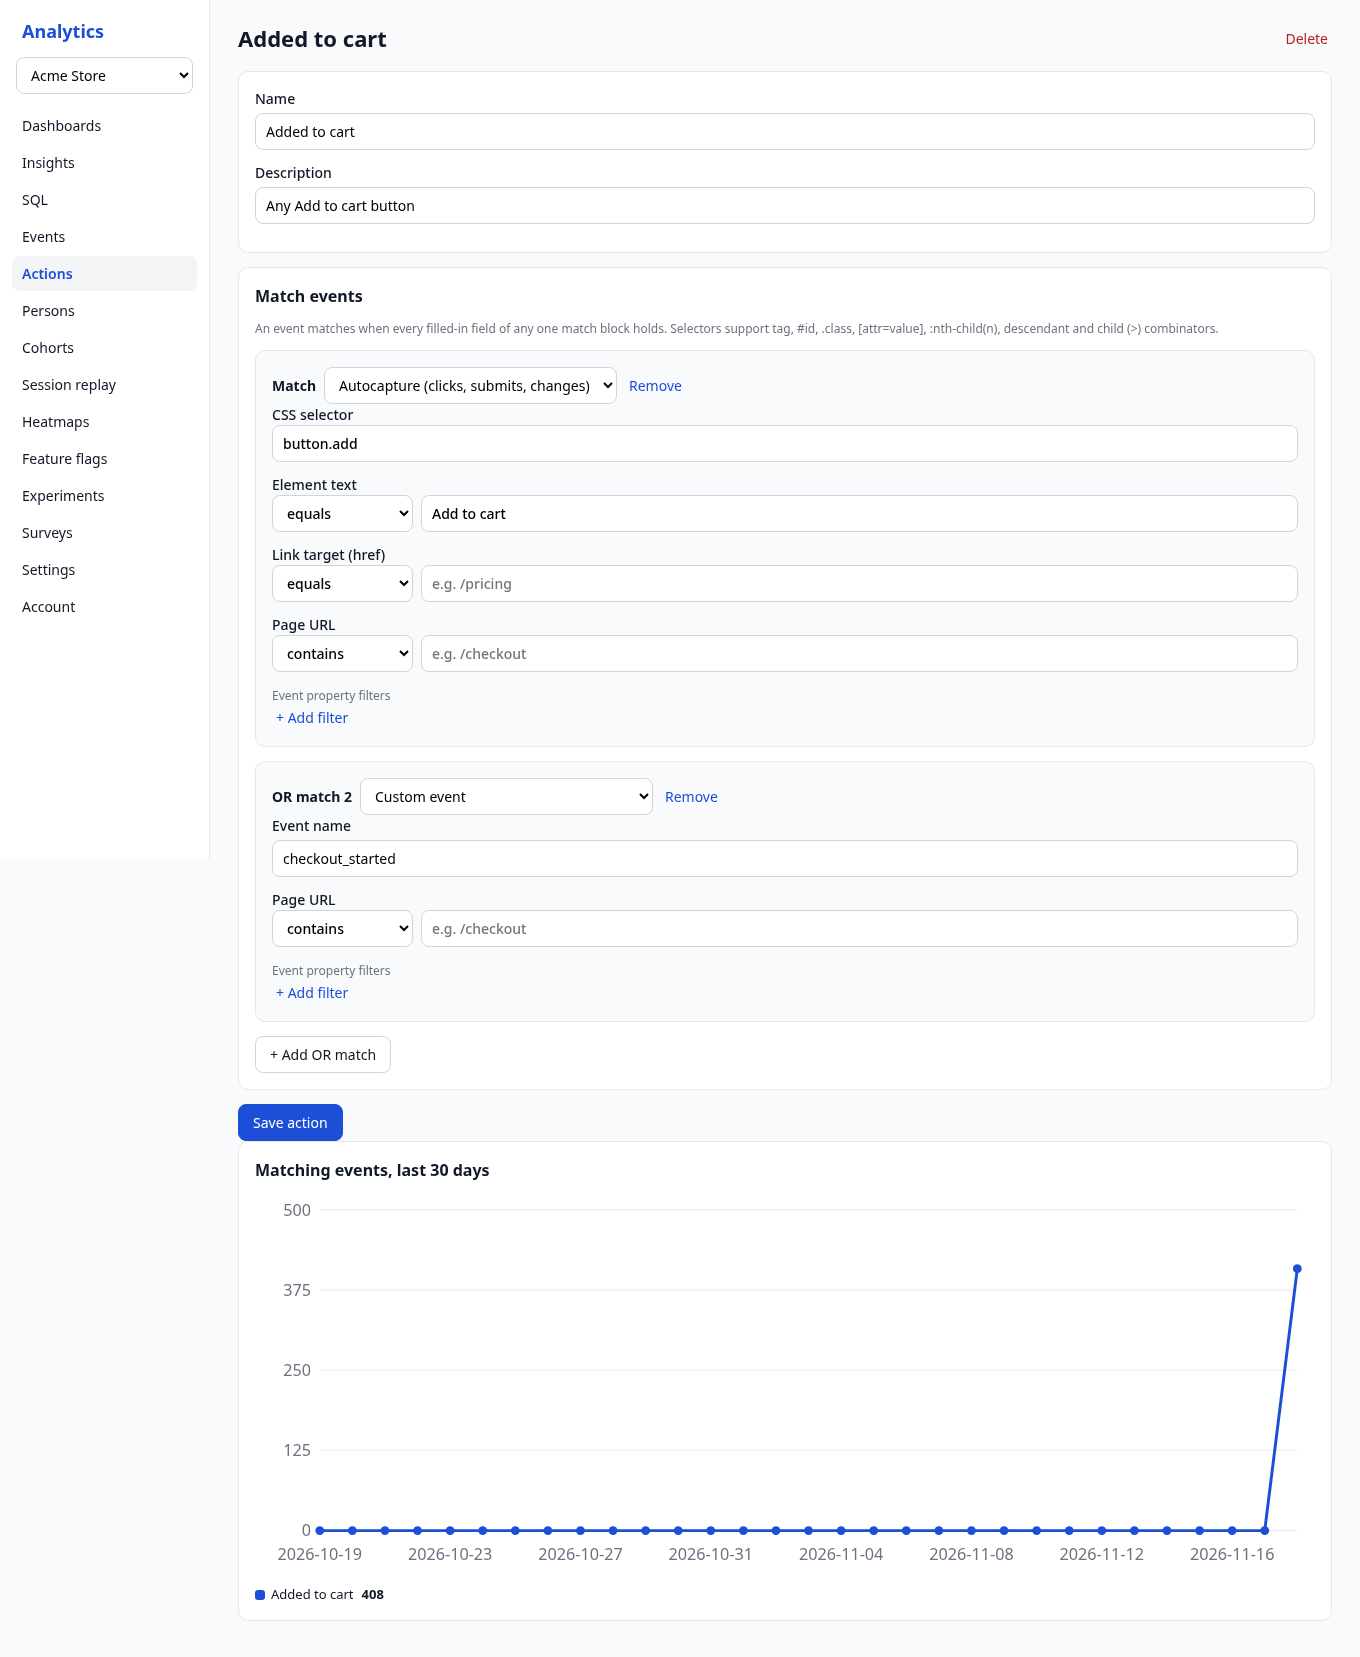 Analytics
Acme Store
Dashboards
Insights
SQL
Events
Actions
Persons
Cohorts
Session replay
Heatmaps
Feature flags
Experiments
Surveys
Settings
Account
Added to cart
Delete
Name
Added to cart
Description
Any Add to cart button
Match events
An event matches when every filled-in field of any one match block holds. Selectors support tag, #id, .class, [attr=value], :nth-child(n), descendant and child (>) combinators.
Match Autocapture (clicks, submits, changes) Remove
CSS selector
button.add
Element text
equals Add to cart
Link target (href)
equals e.g. /pricing
Page URL
contains e.g. /checkout
Event property filters
+ Add filter
OR match 2 Custom event Remove
Event name
checkout_started
Page URL
contains e.g. /checkout
Event property filters
+ Add filter
+ Add OR match
Save action
Matching events, last 30 days
500
375
250
125
0
2026-10-19 2026-10-23 2026-10-27 2026-10-31 2026-11-04 2026-11-08 2026-11-12 2026-11-16
Added to cart 408